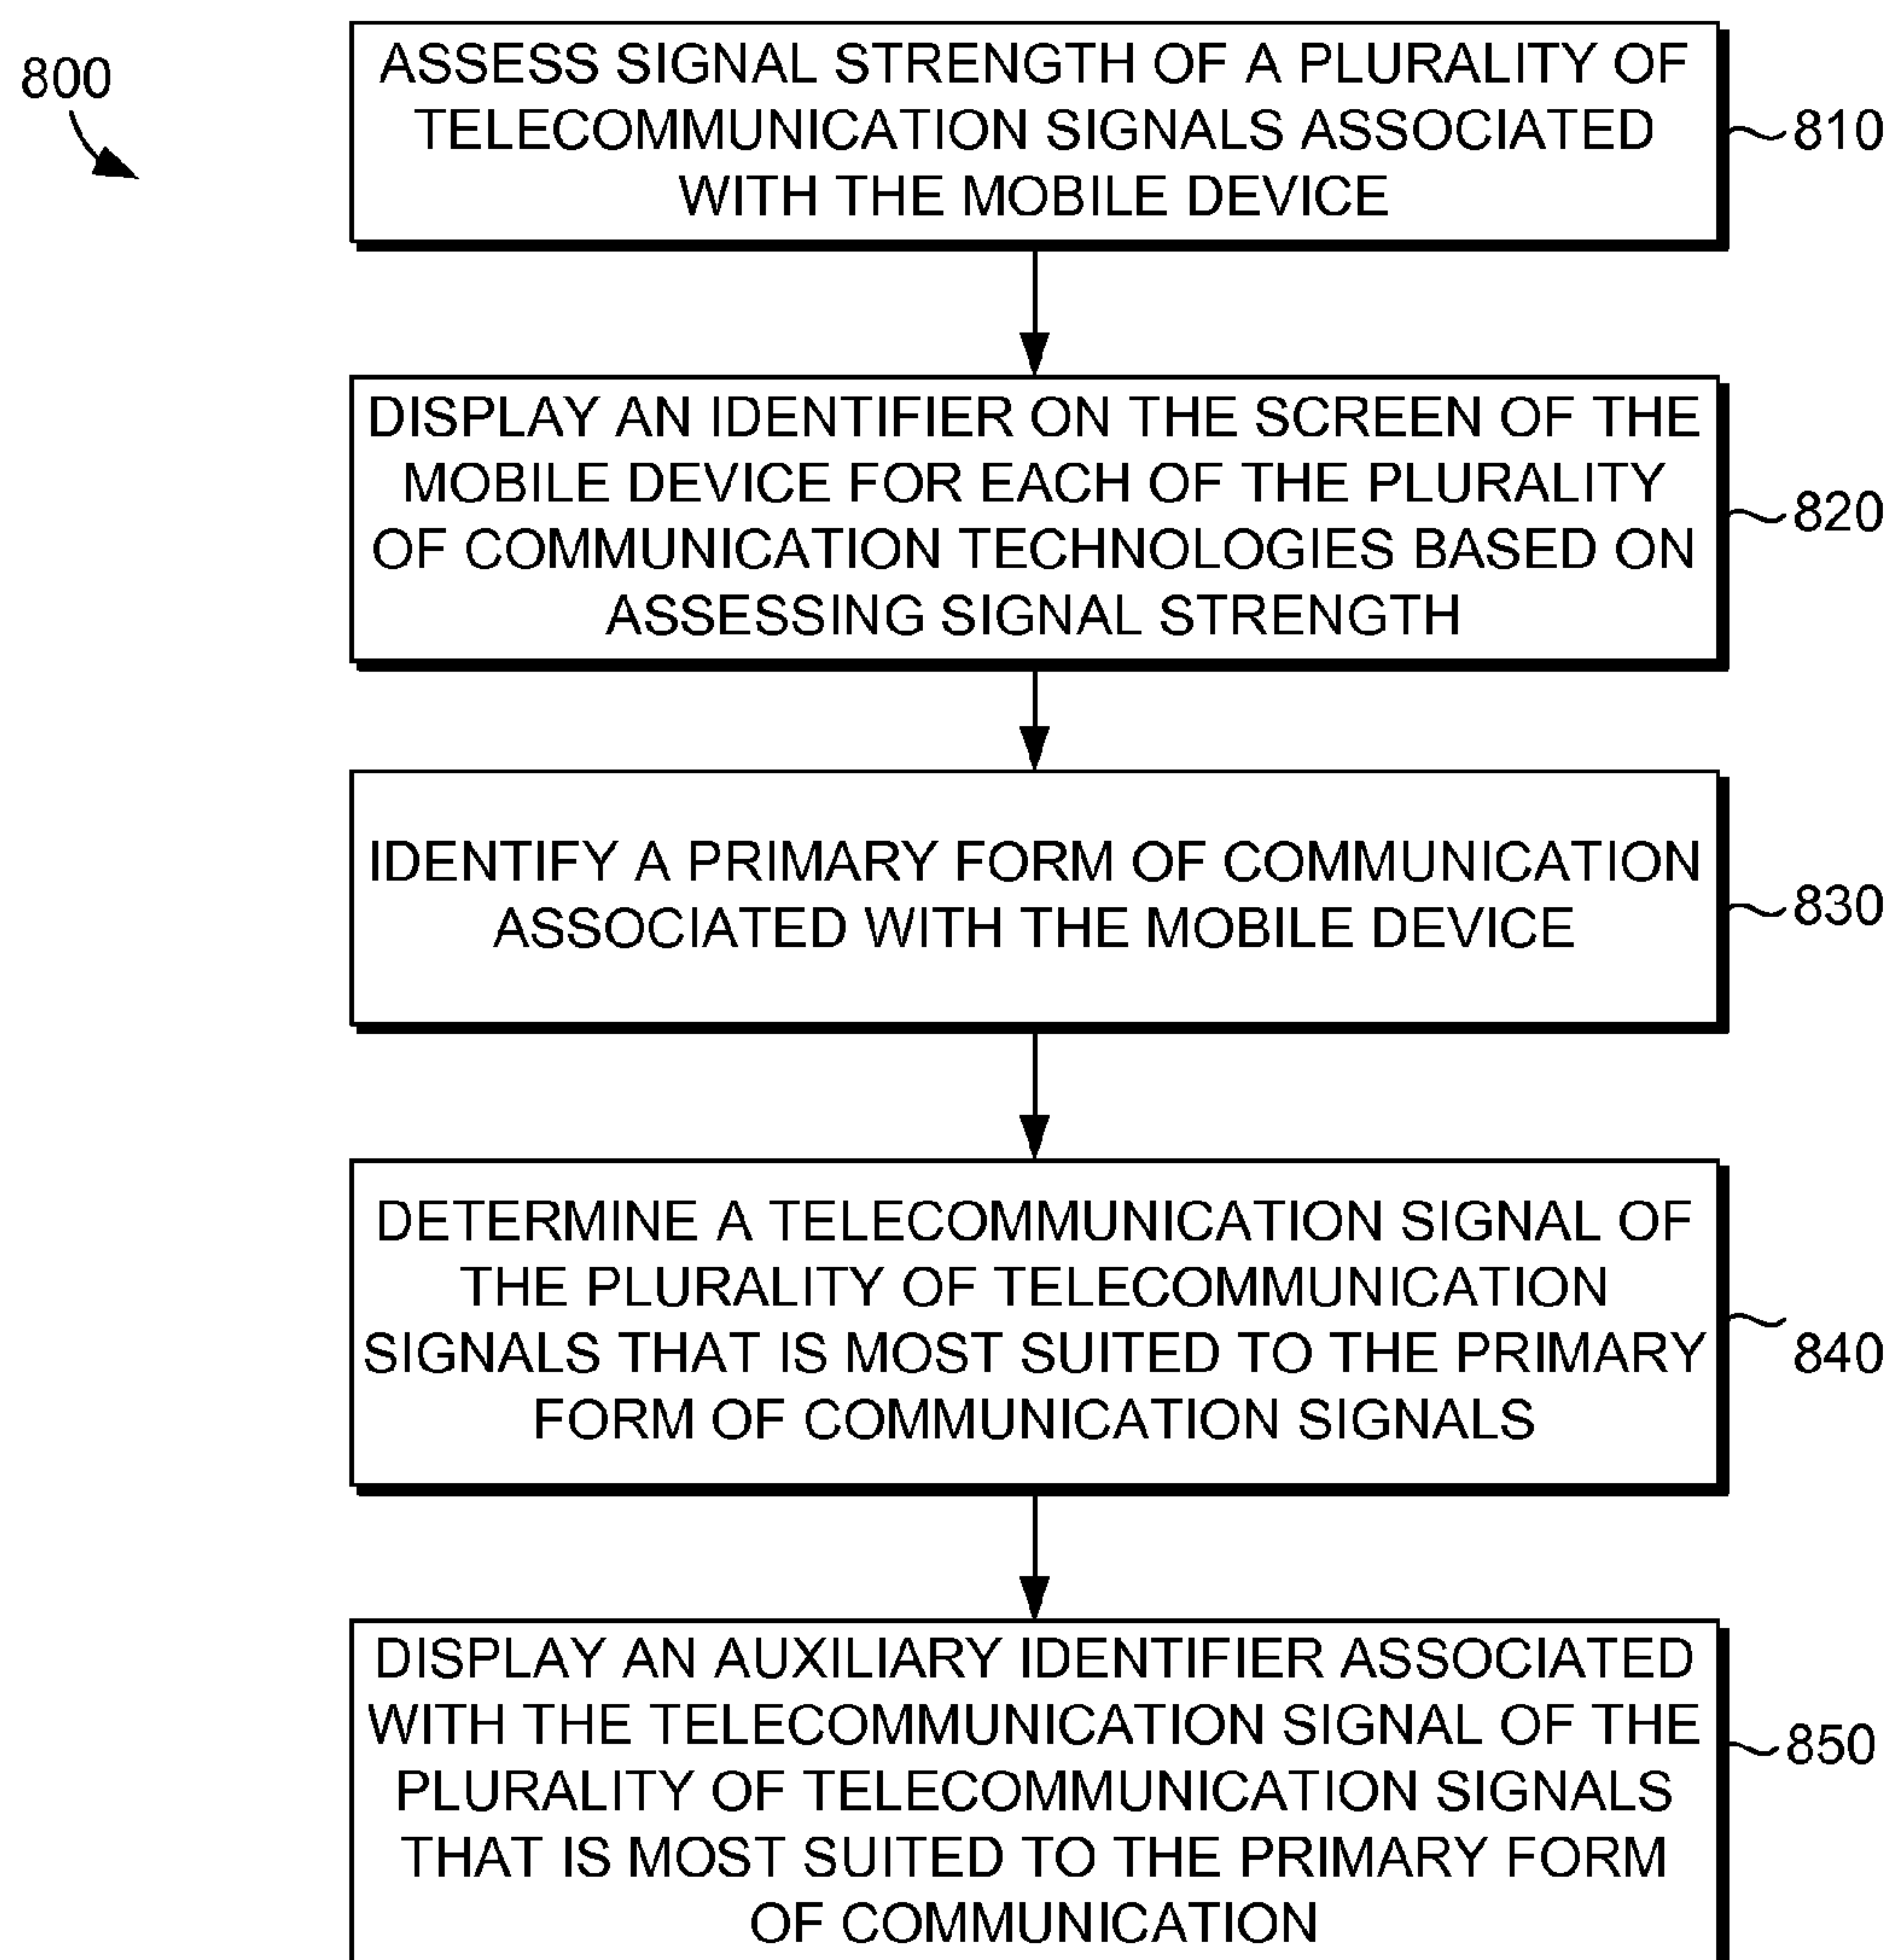 800
ASSESS SIGNAL STRENGTH OF A PLURALITY OF
TELECOMMUNICATION SIGNALS ASSOCIATED
WITH THE MOBILE DEVICE
810
DISPLAY AN IDENTIFIER ON THE SCREEN OF THE
MOBILE DEVICE FOR EACH OF THE PLURALITY
OF COMMUNICATION TECHNOLOGIES BASED ON
ASSESSING SIGNAL STRENGTH
820
IDENTIFY A PRIMARY FORM OF COMMUNICATION
ASSOCIATED WITH THE MOBILE DEVICE
830
DETERMINE A TELECOMMUNICATION SIGNAL OF
THE PLURALITY OF TELECOMMUNICATION
SIGNALS THAT IS MOST SUITED TO THE PRIMARY
FORM OF COMMUNICATION SIGNALS
840
DISPLAY AN AUXILIARY IDENTIFIER ASSOCIATED
WITH THE TELECOMMUNICATION SIGNAL OF THE
PLURALITY OF TELECOMMUNICATION SIGNALS
THAT IS MOST SUITED TO THE PRIMARY FORM
OF COMMUNICATION
850